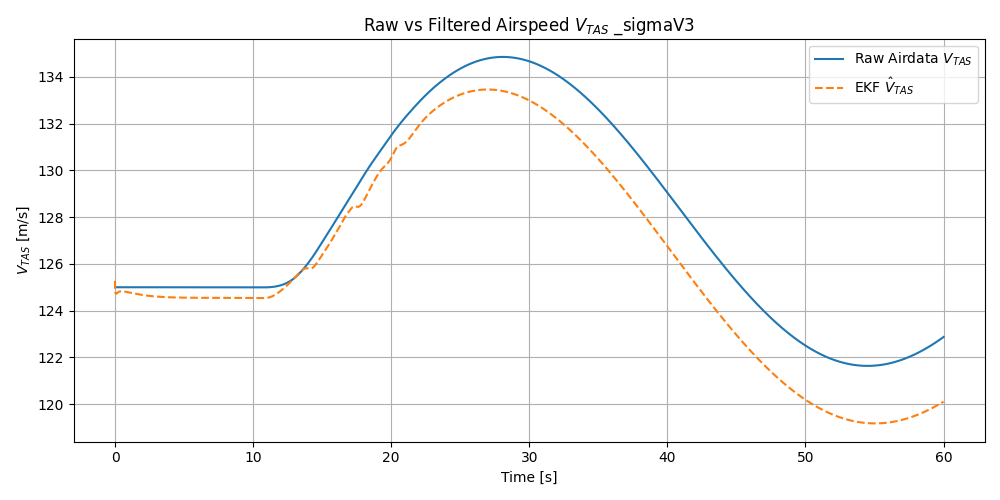 Raw vs Filtered Airspeed V_TAS _sigmaV3
Raw Airdata V_TAS
EKF V̂_TAS
V_TAS [m/s]
134
132
130
128
126
124
122
120
0 10 20 30 40 50 60
Time [s]